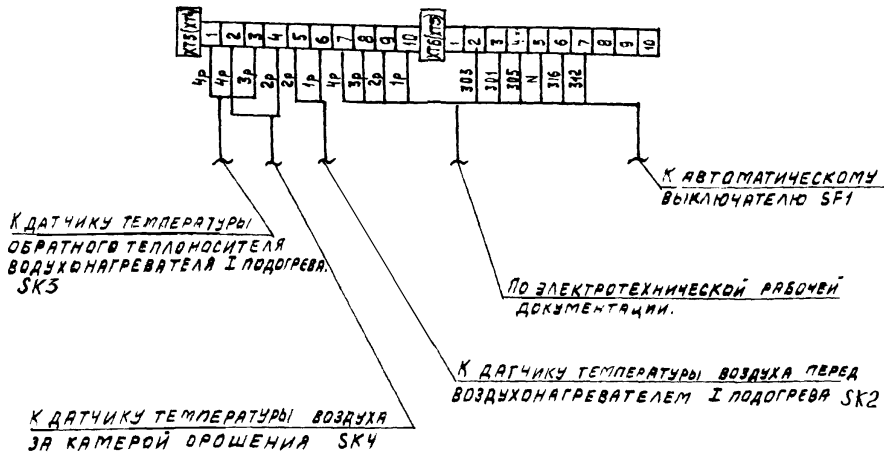 XT3(XT4) 1 2 3 4 5 6 7 8 9 10 XT6(XT5) 1 2 3 4 5 6 7 8 9 10
4р 4р 3р 2р 2р 1р 4р 3р 2р 1р 303 301 305 N 316 312
К АВТОМАТИЧЕСКОМУ
ВЫКЛЮЧАТЕЛЮ SF1
К ДАТЧИКУ ТЕМПЕРАТУРЫ
ОБРАТНОГО ТЕПЛОНОСИТЕЛЯ
ВОДУХОНАГРЕВАТЕЛЯ I ПОДОГРЕВА.
SK3
ПО ЭЛЕКТРОТЕХНИЧЕСКОЙ РАБОЧЕЙ
ДОКУМЕНТАЦИИ.
К ДАТЧИКУ ТЕМПЕРАТУРЫ ВОЗДУХА ПЕРЕД
ВОЗДУХОНАГРЕВАТЕЛЕМ I ПОДОГРЕВА SK2
К ДАТЧИКУ ТЕМПЕРАТУРЫ ВОЗДУХА
ЗА КАМЕРОЙ ОРОШЕНИЯ SK4